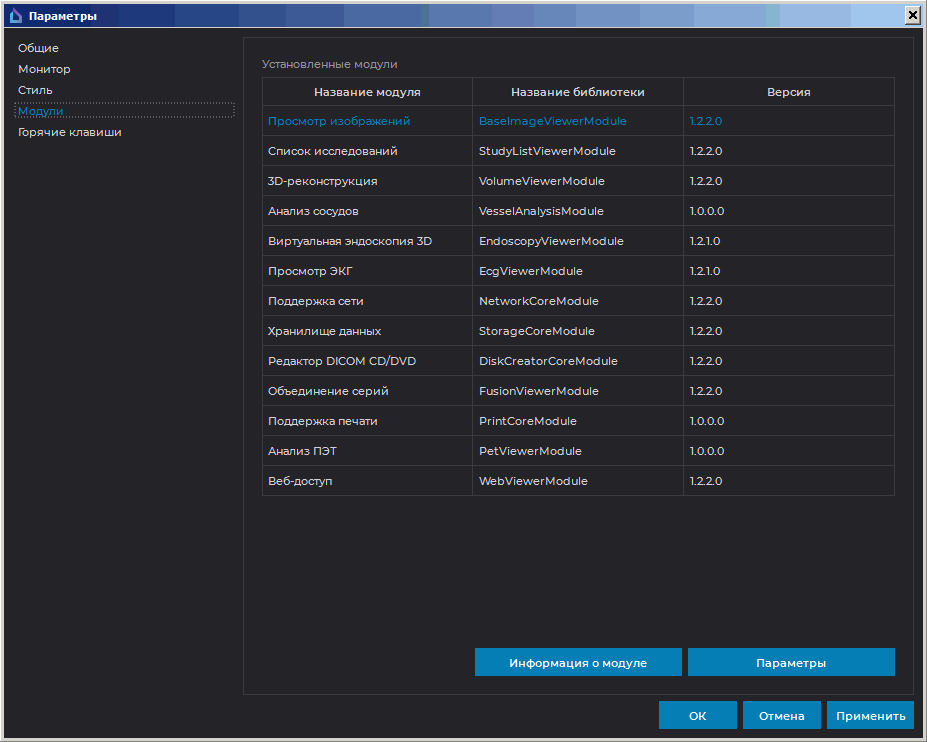 Параметры
Общие
Монитор
Стиль
Модули
Горячие клавиши
Установленные модули
Название модуля Название библиотеки Версия
Просмотр изображений BaseImageViewerModule 1.2.2.0
Список исследований StudyListViewerModule 1.2.2.0
3D-реконструкция VolumeViewerModule 1.2.2.0
Анализ сосудов VesselAnalysisModule 1.0.0.0
Виртуальная эндоскопия 3D EndoscopyViewerModule 1.2.1.0
Просмотр ЭКГ EcgViewerModule 1.2.1.0
Поддержка сети NetworkCoreModule 1.2.2.0
Хранилище данных StorageCoreModule 1.2.2.0
Редактор DICOM CD/DVD DiskCreatorCoreModule 1.2.2.0
Объединение серий FusionViewerModule 1.2.2.0
Поддержка печати PrintCoreModule 1.0.0.0
Анализ ПЭТ PetViewerModule 1.0.0.0
Веб-доступ WebViewerModule 1.2.2.0
Информация о модуле Параметры
ОК Отмена Применить